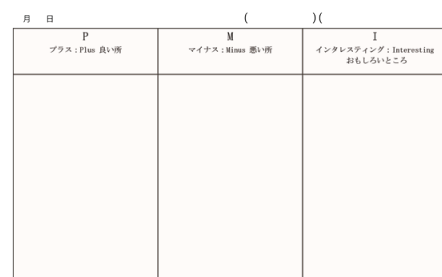 月 日 ( )(
P
プラス：Plus 良い所
M
マイナス：Minus 悪い所
I
インタレスティング：Interesting
おもしろいところ